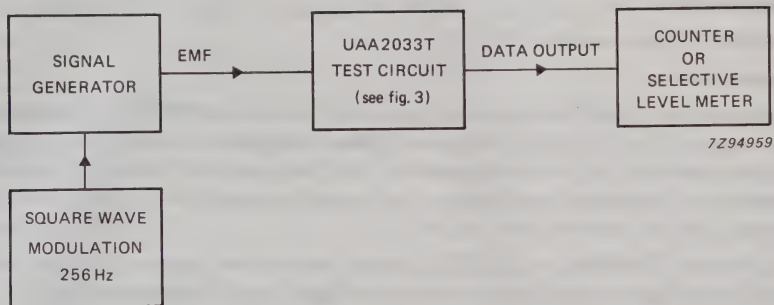 SIGNAL
GENERATOR
EMF
UAA2033T
TEST CIRCUIT
(see fig. 3)
DATA OUTPUT
COUNTER
OR
SELECTIVE
LEVEL METER
7Z94959
SQUARE WAVE
MODULATION
256 Hz